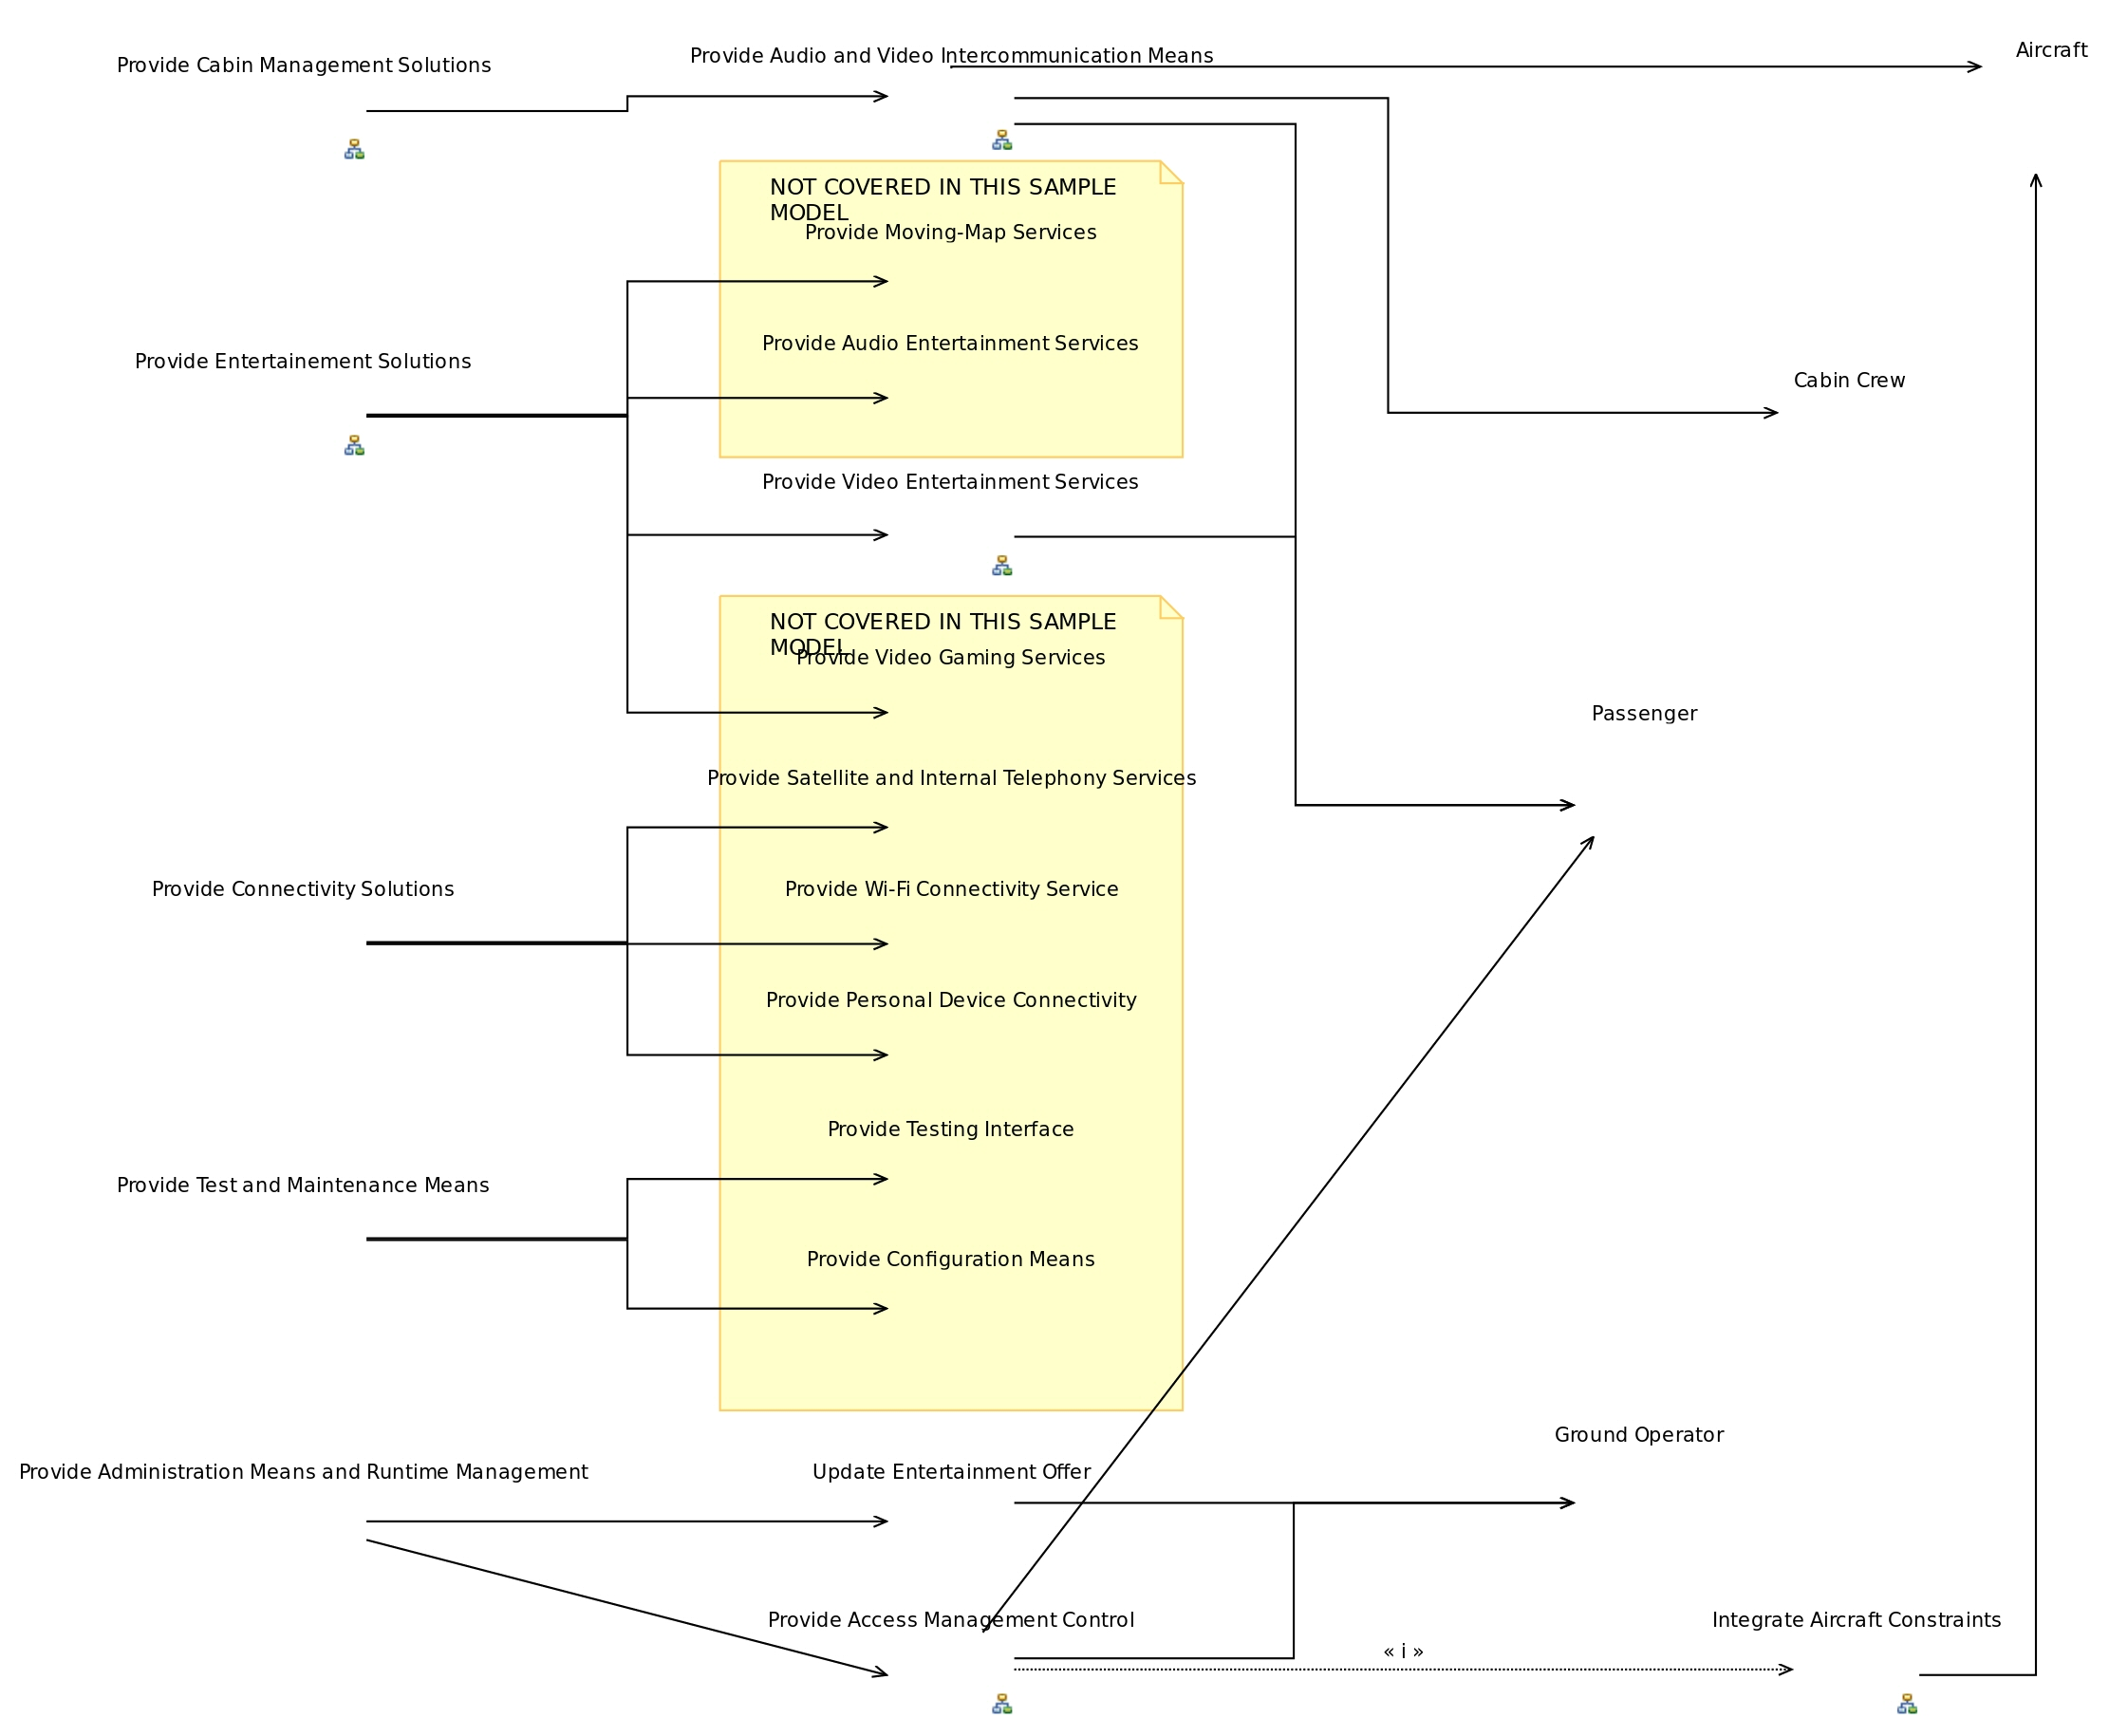 Provide Cabin Management Solutions
Provide Audio and Video Intercommunication Means
Aircraft
NOT COVERED IN THIS SAMPLE
MODEL
Provide Moving-Map Services
Provide Audio Entertainment Services
Provide Entertainement Solutions
Cabin Crew
Provide Video Entertainment Services
NOT COVERED IN THIS SAMPLE
MODEL
Provide Video Gaming Services
Passenger
Provide Satellite and Internal Telephony Services
Provide Connectivity Solutions
Provide Wi-Fi Connectivity Service
Provide Personal Device Connectivity
Provide Testing Interface
Provide Test and Maintenance Means
Provide Configuration Means
Ground Operator
Provide Administration Means and Runtime Management
Update Entertainment Offer
Provide Access Management Control
Integrate Aircraft Constraints
« i »